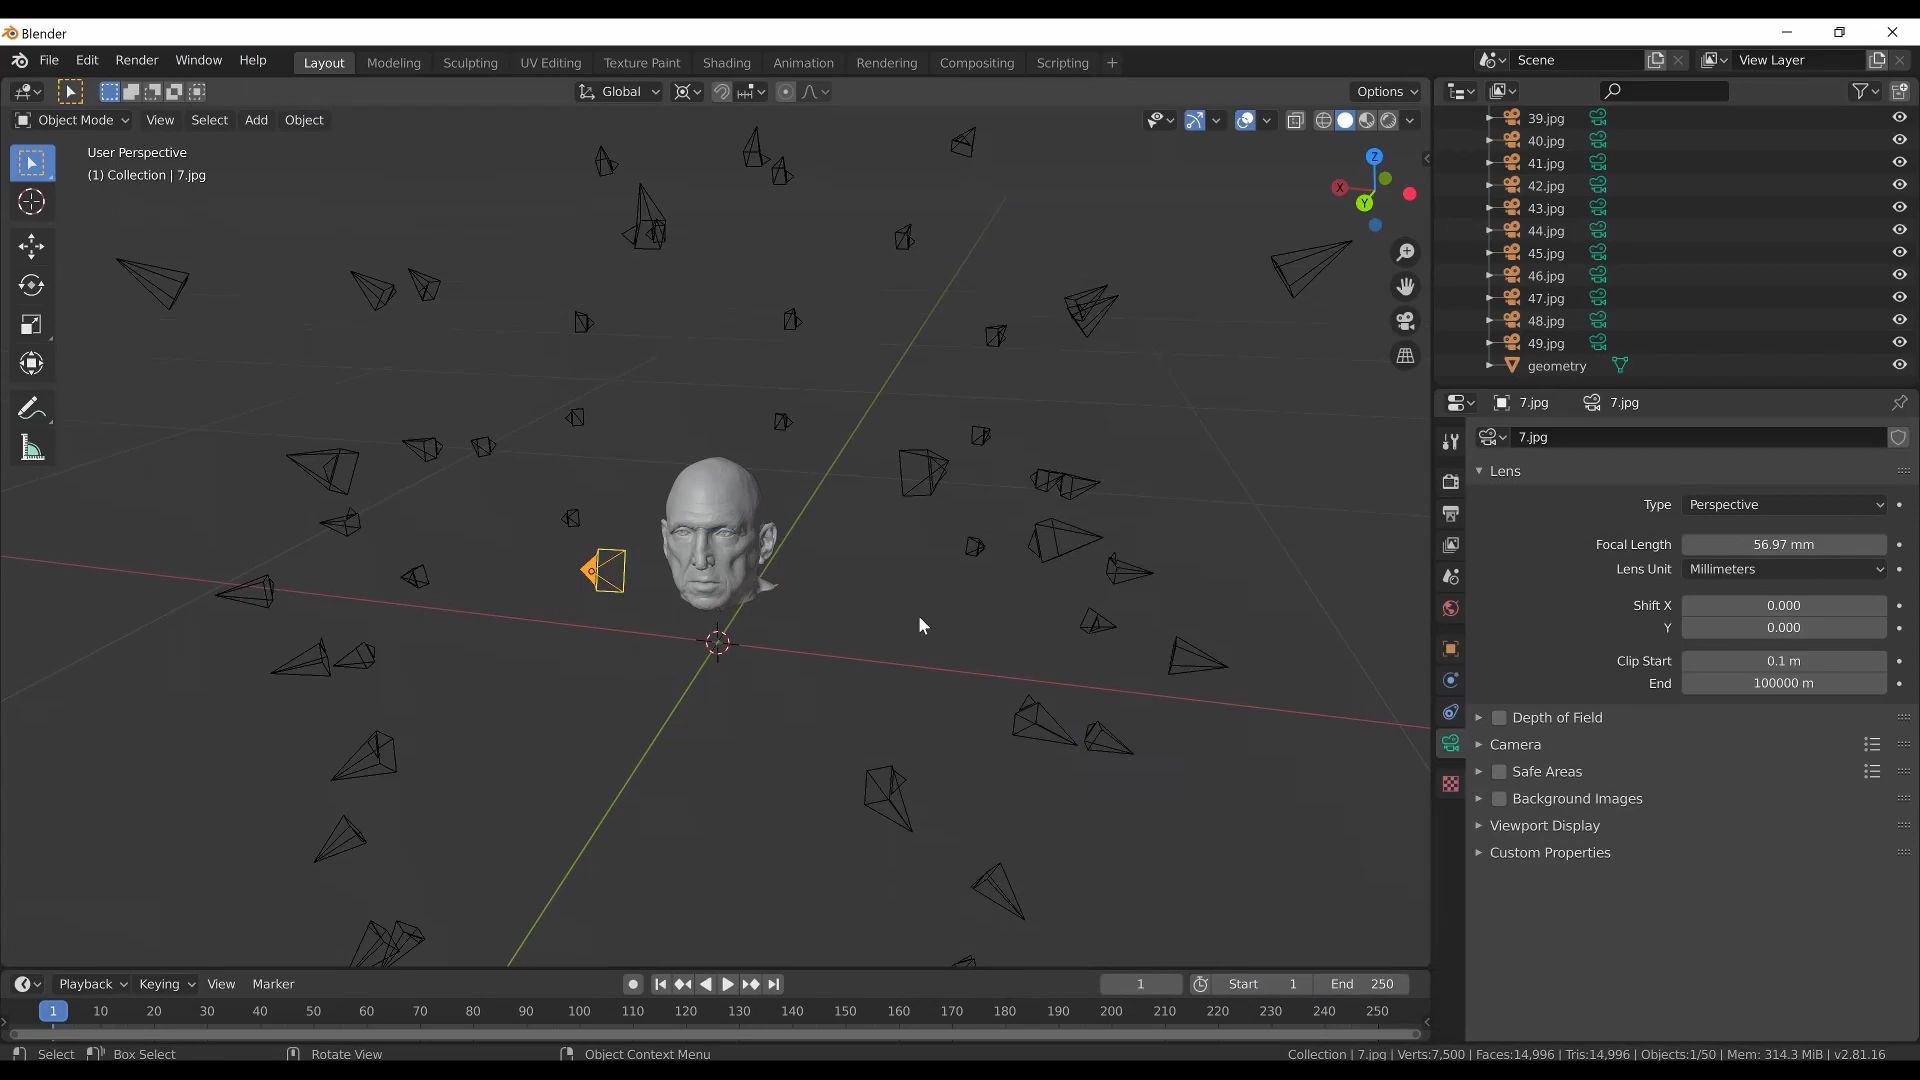 Blender
File Edit Render Window Help
Layout Modeling Sculpting UV Editing Texture Paint Shading Animation Rendering Compositing Scripting +
Scene
View Layer
Global
Options
Object Mode View Select Add Object
User Perspective
(1) Collection | 7.jpg
Z
X
Y
39.jpg
40.jpg
41.jpg
42.jpg
43.jpg
44.jpg
45.jpg
46.jpg
47.jpg
48.jpg
49.jpg
geometry
7.jpg 7.jpg
7.jpg
Lens
Type Perspective
Focal Length 56.97 mm
Lens Unit Millimeters
Shift X 0.000
Y 0.000
Clip Start 0.1 m
End 100000 m
Depth of Field
Camera
Safe Areas
Background Images
Viewport Display
Custom Properties
Playback Keying View Marker
1 Start 1 End 250
1 10 20 30 40 50 60 70 80 90 100 110 120 130 140 150 160 170 180 190 200 210 220 230 240 250
Select Box Select Rotate View Object Context Menu
Collection | 7.jpg | Verts:7,500 | Faces:14,996 | Tris:14,996 | Objects:1/50 | Mem: 314.3 MiB | v2.81.16